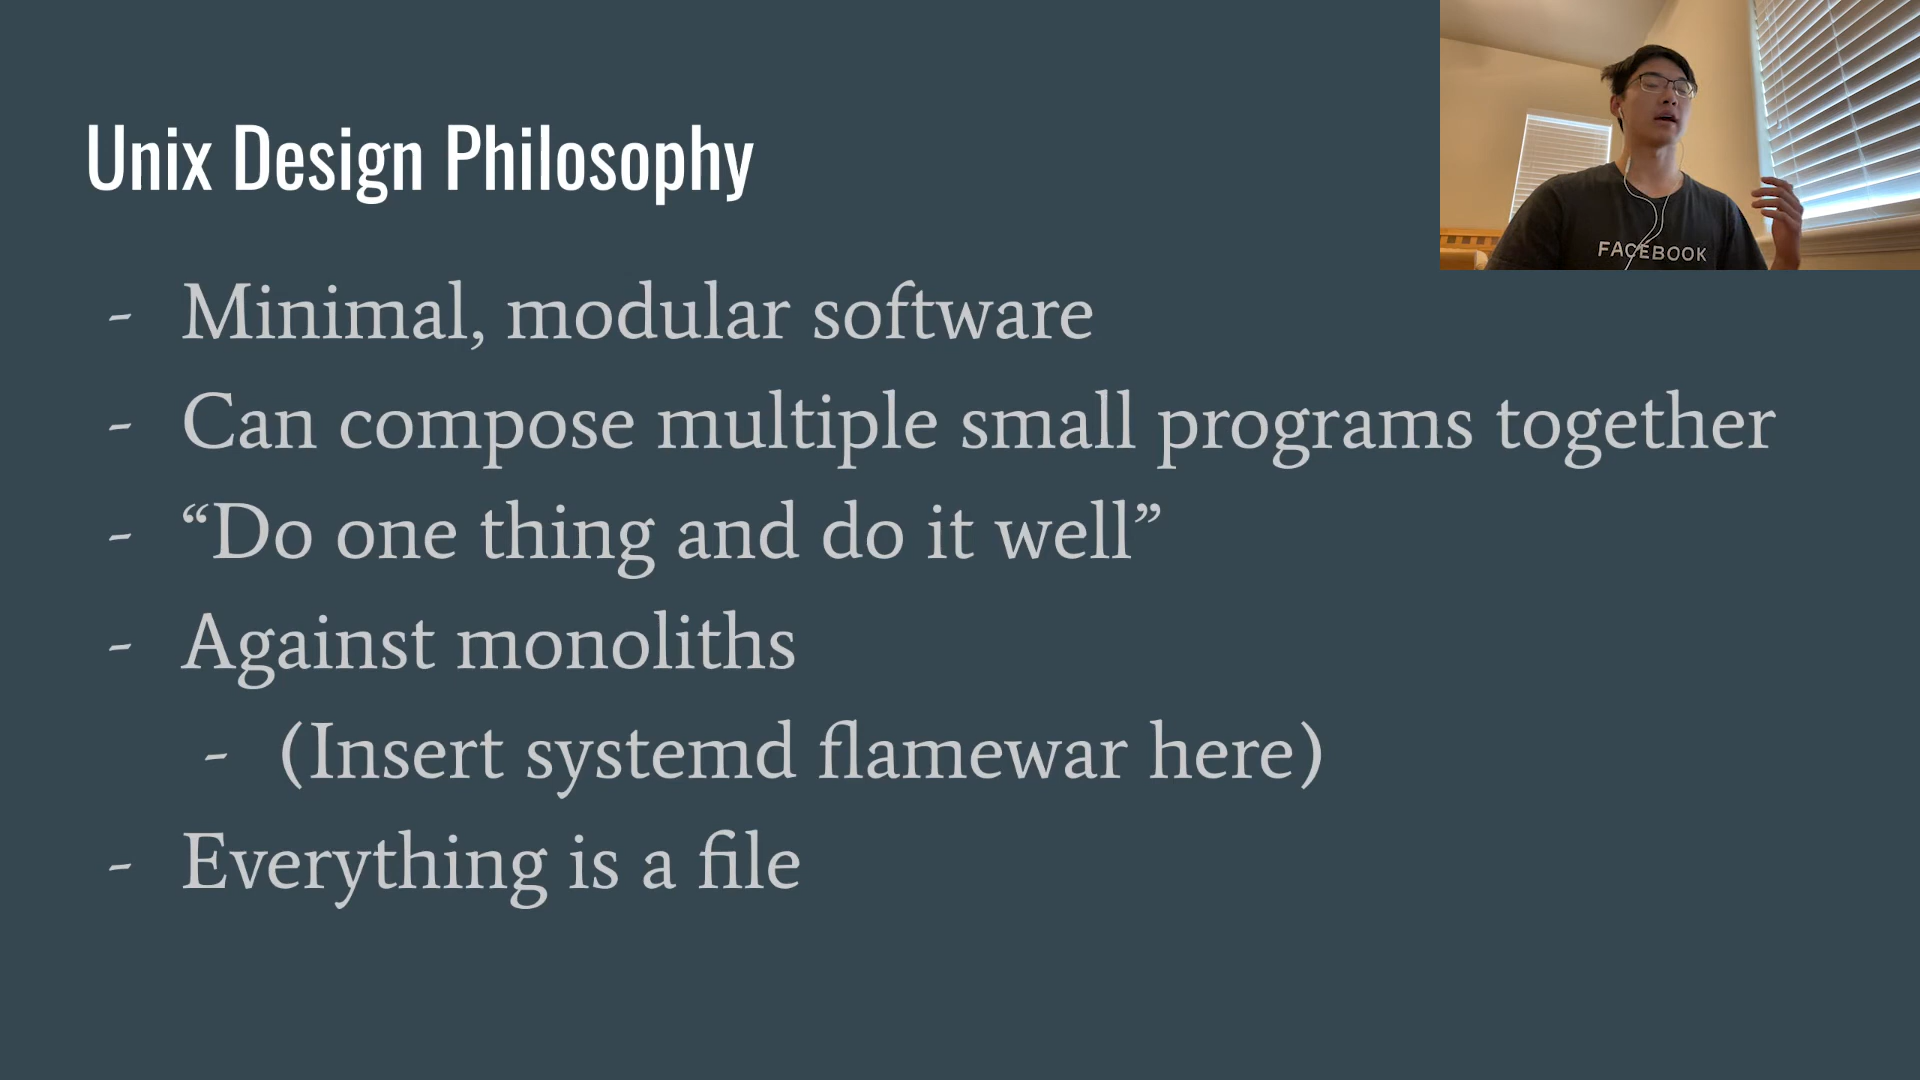 Unix Design Philosophy
- Minimal, modular software
- Can compose multiple small programs together
- “Do one thing and do it well”
- Against monoliths
- (Insert systemd flamewar here)
- Everything is a file
FACEBOOK